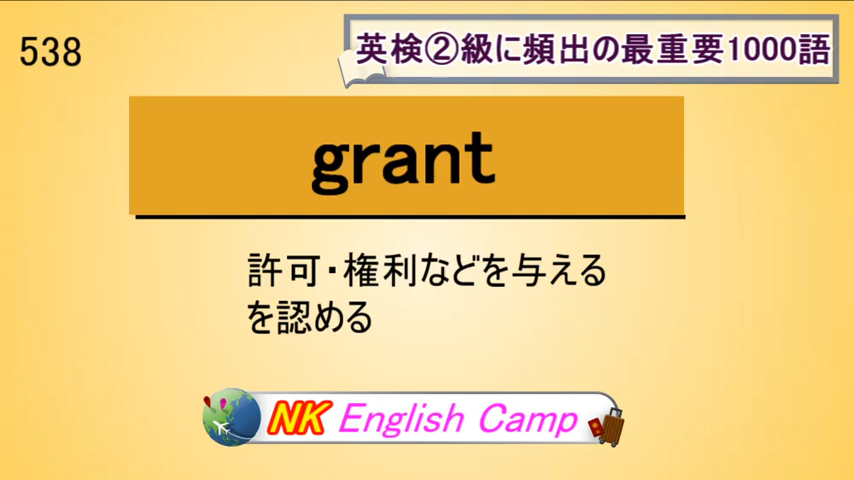 538
英検②級に頻出の最重要1000語
grant
許可・権利などを与える
を認める
NK English Camp